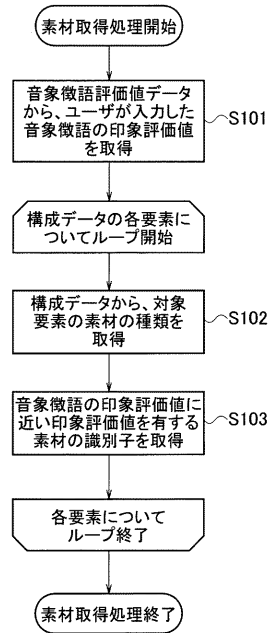 素材取得処理開始
音象徴語評価値データ
から、ユーザが入力した
音象徴語の印象評価値
を取得
S101
構成データの各要素に
ついてループ開始
構成データから、対象
要素の素材の種類を
取得
S102
音象徴語の印象評価値に
近い印象評価値を有する
素材の識別子を取得
S103
各要素について
ループ終了
素材取得処理終了